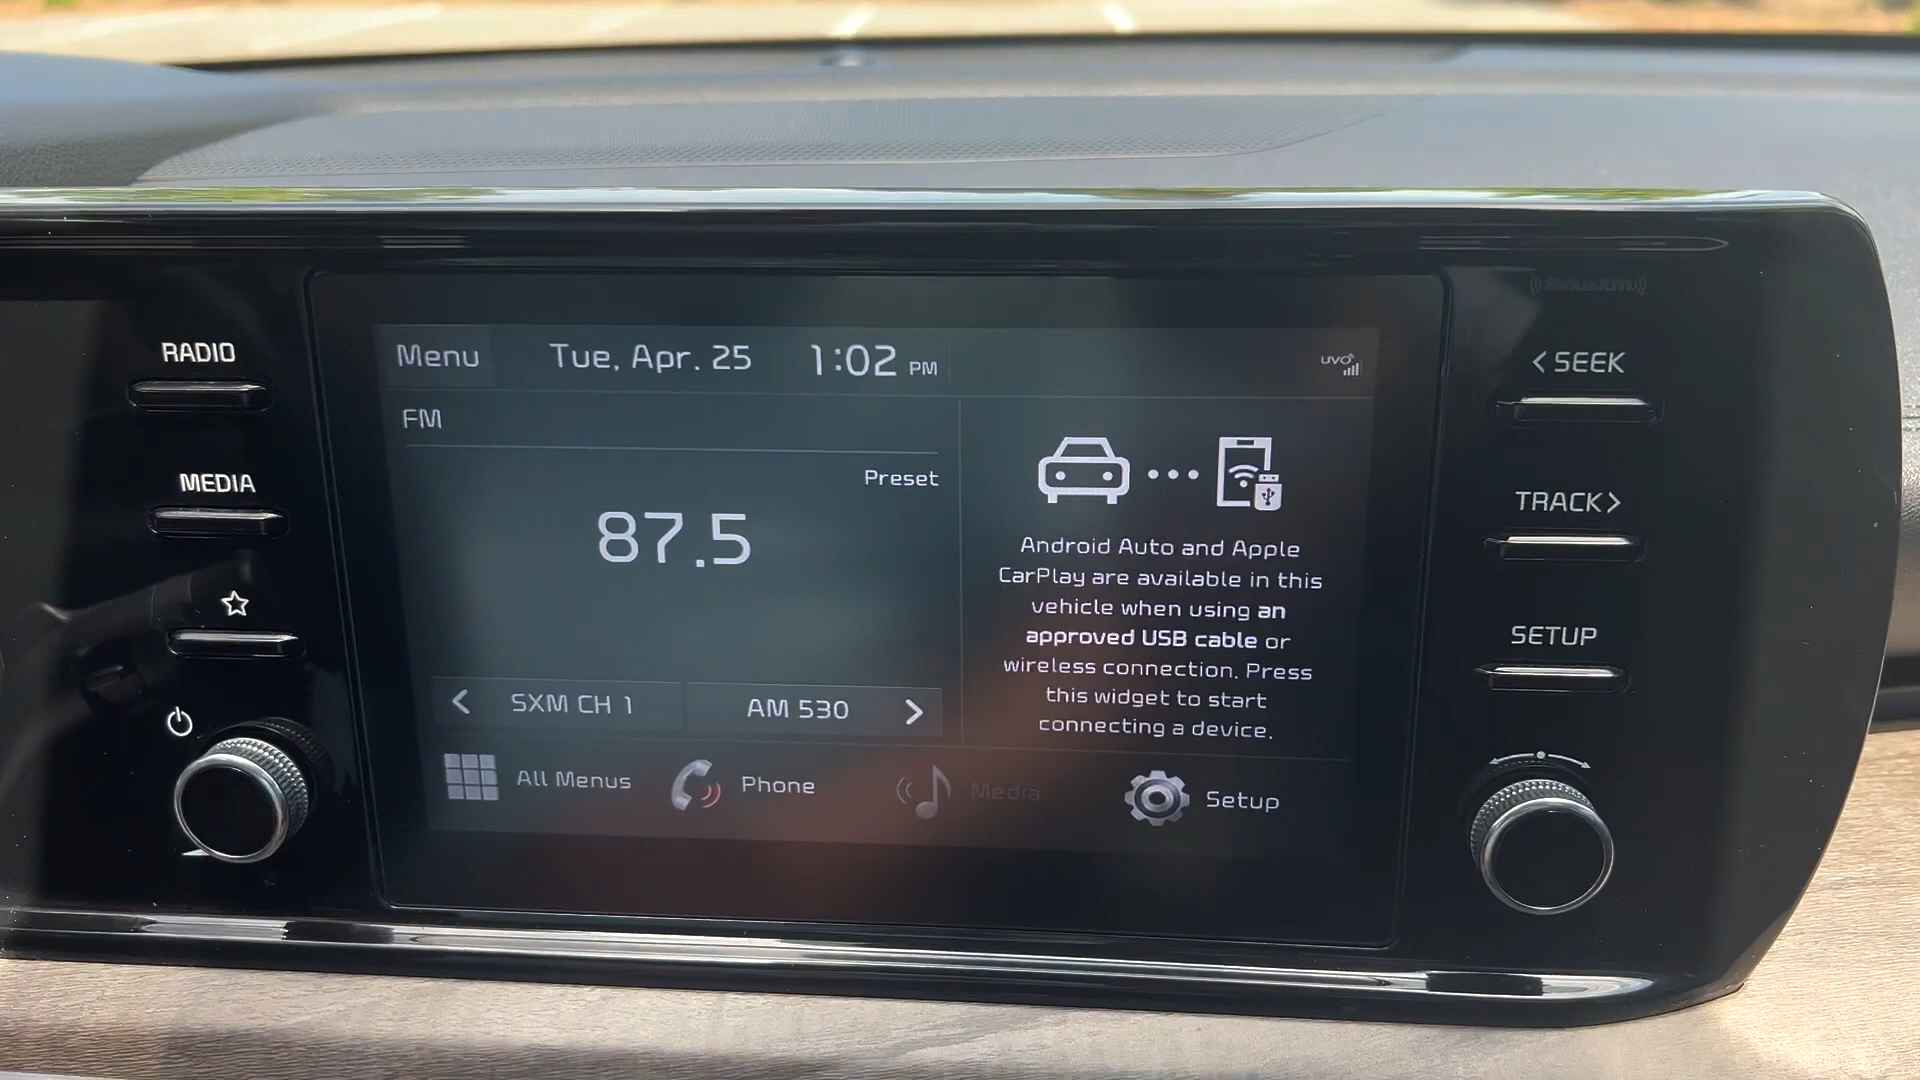 ((SiriusXM))
RADIO
MEDIA
Menu
Tue, Apr. 25
1:02 PM
uvo
FM
Preset
87.5
SXM CH 1
AM 530
Android Auto and Apple
CarPlay are available in this
vehicle when using an
approved USB cable or
wireless connection. Press
this widget to start
connecting a device.
All Menus
Phone
Media
Setup
< SEEK
TRACK >
SETUP